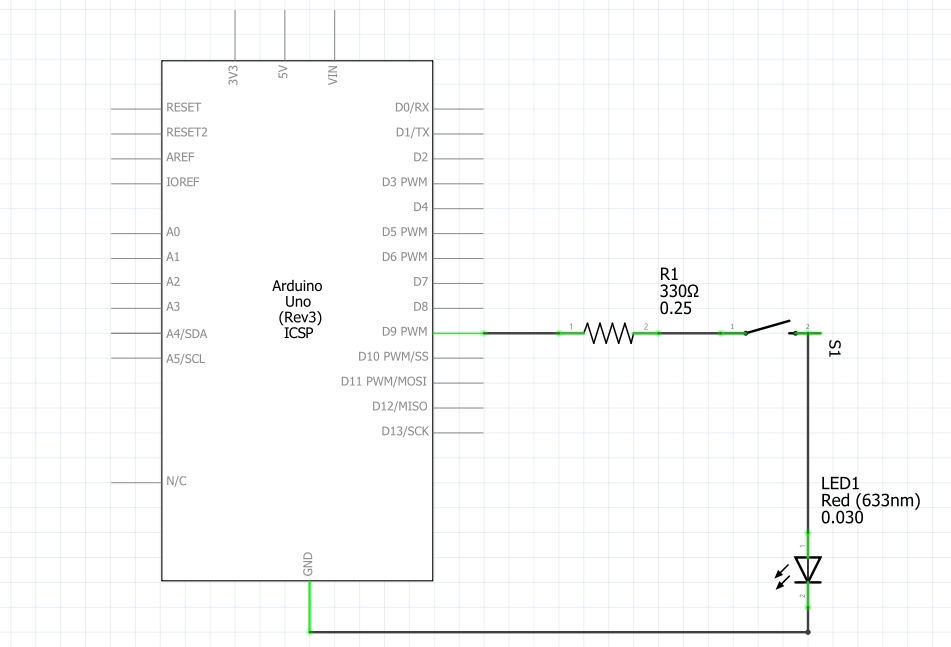 3V3
5V
VIN
RESET
RESET2
AREF
IOREF
A0
A1
A2
A3
A4/SDA
A5/SCL
N/C
Arduino
Uno
(Rev3)
ICSP
D0/RX
D1/TX
D2
D3 PWM
D4
D5 PWM
D6 PWM
D7
D8
D9 PWM
D10 PWM/SS
D11 PWM/MOSI
D12/MISO
D13/SCK
GND
R1
330Ω
0.25
1
2
1
2
S1
LED1
Red (633nm)
0.030
1
2